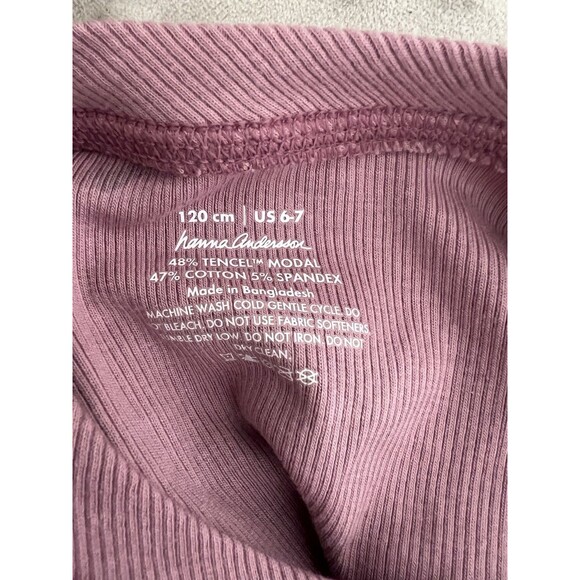 120 cm | US 6-7
hanna andersson
48% TENCEL™ MODAL
47% COTTON 5% SPANDEX
Made in Bangladesh
MACHINE WASH COLD GENTLE CYCLE. DO
BLEACH. DO NOT USE FABRIC SOFTENERS.
DRY LOW. DO NOT IRON. DO NOT
DRY CLEAN.